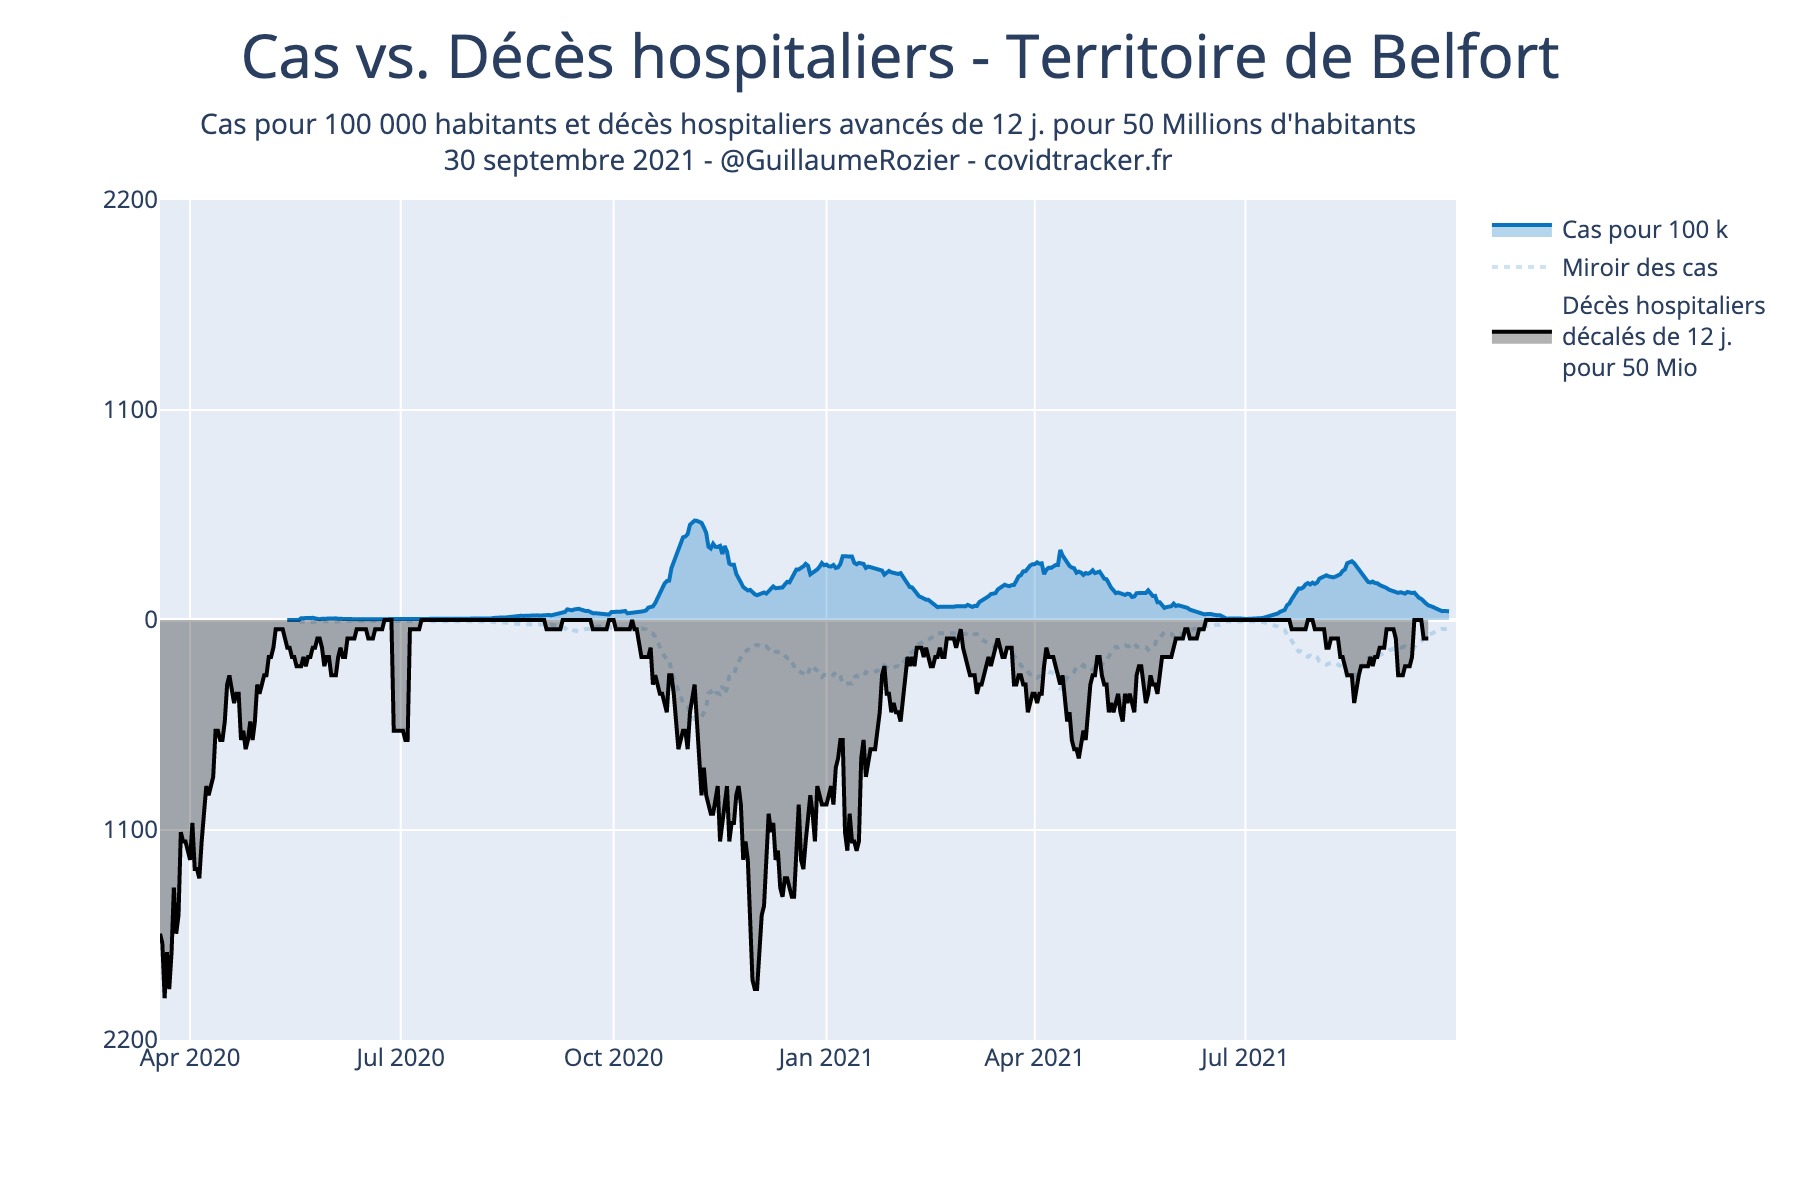 Cas vs. Décès hospitaliers - Territoire de Belfort
Cas pour 100 000 habitants et décès hospitaliers avancés de 12 j. pour 50 Millions d'habitants
30 septembre 2021 - @GuillaumeRozier - covidtracker.fr
2200
1100
0
1100
2200
Apr 2020
Jul 2020
Oct 2020
Jan 2021
Apr 2021
Jul 2021
Cas pour 100 k
Miroir des cas
Décès hospitaliers
décalés de 12 j.
pour 50 Mio